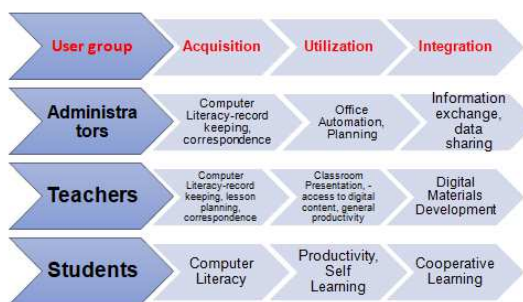 User group
Acquisition
Utilization
Integration
Administra
tors
Computer
Literacy-record
keeping,
correspondence
Office
Automation,
Planning
Information
exchange,
data
sharing
Teachers
Computer
Literacy-record
keeping, lesson
planning,
correspondence
Classroom
Presentation, -
access to digital
content, general
productivity
Digital
Materials
Development
Students
Computer
Literacy
Productivity,
Self
Learning
Cooperative
Learning